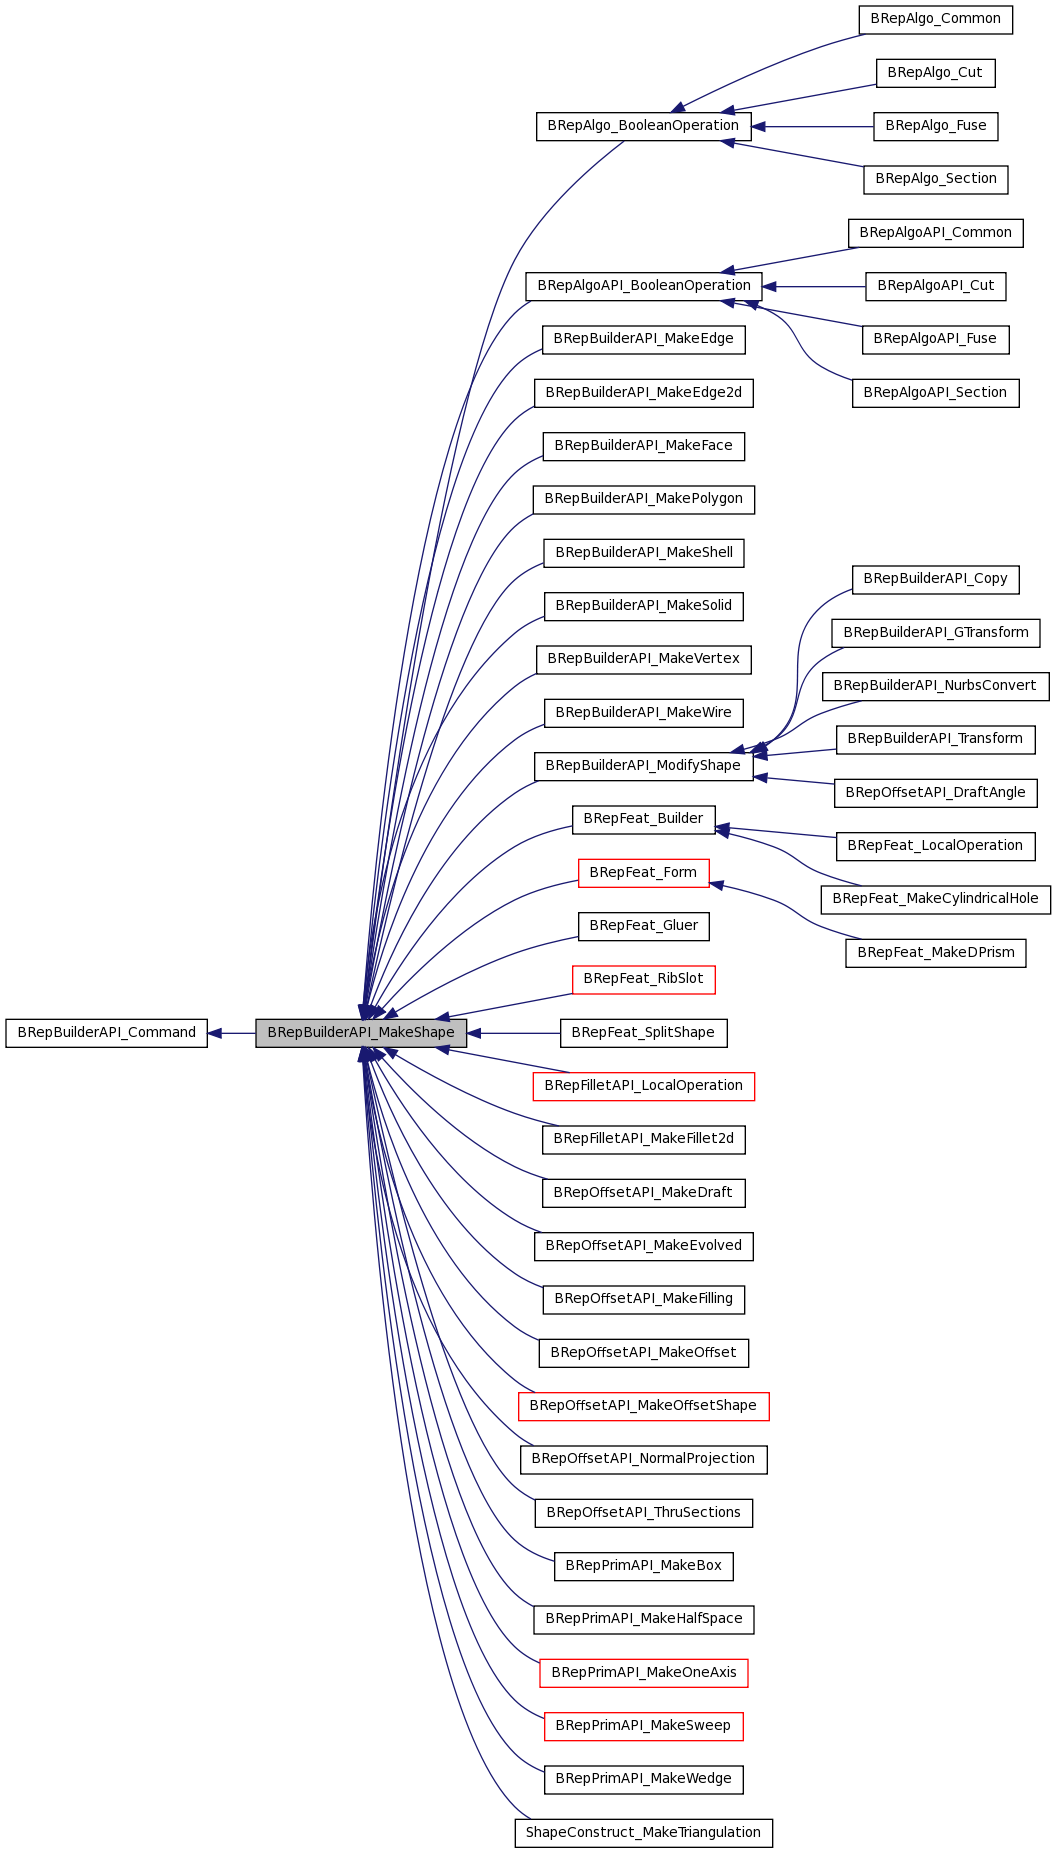 BRepAlgo_Common
BRepAlgo_Cut
BRepAlgo_BooleanOperation
BRepAlgo_Fuse
BRepAlgo_Section
BRepAlgoAPI_Common
BRepAlgoAPI_BooleanOperation
BRepAlgoAPI_Cut
BRepBuilderAPI_MakeEdge
BRepAlgoAPI_Fuse
BRepBuilderAPI_MakeEdge2d
BRepAlgoAPI_Section
BRepBuilderAPI_MakeFace
BRepBuilderAPI_MakePolygon
BRepBuilderAPI_MakeShell
BRepBuilderAPI_Copy
BRepBuilderAPI_MakeSolid
BRepBuilderAPI_GTransform
BRepBuilderAPI_MakeVertex
BRepBuilderAPI_NurbsConvert
BRepBuilderAPI_MakeWire
BRepBuilderAPI_Transform
BRepBuilderAPI_ModifyShape
BRepOffsetAPI_DraftAngle
BRepFeat_Builder
BRepFeat_LocalOperation
BRepFeat_Form
BRepFeat_MakeCylindricalHole
BRepFeat_Gluer
BRepFeat_MakeDPrism
BRepFeat_RibSlot
BRepBuilderAPI_Command
BRepBuilderAPI_MakeShape
BRepFeat_SplitShape
BRepFilletAPI_LocalOperation
BRepFilletAPI_MakeFillet2d
BRepOffsetAPI_MakeDraft
BRepOffsetAPI_MakeEvolved
BRepOffsetAPI_MakeFilling
BRepOffsetAPI_MakeOffset
BRepOffsetAPI_MakeOffsetShape
BRepOffsetAPI_NormalProjection
BRepOffsetAPI_ThruSections
BRepPrimAPI_MakeBox
BRepPrimAPI_MakeHalfSpace
BRepPrimAPI_MakeOneAxis
BRepPrimAPI_MakeSweep
BRepPrimAPI_MakeWedge
ShapeConstruct_MakeTriangulation